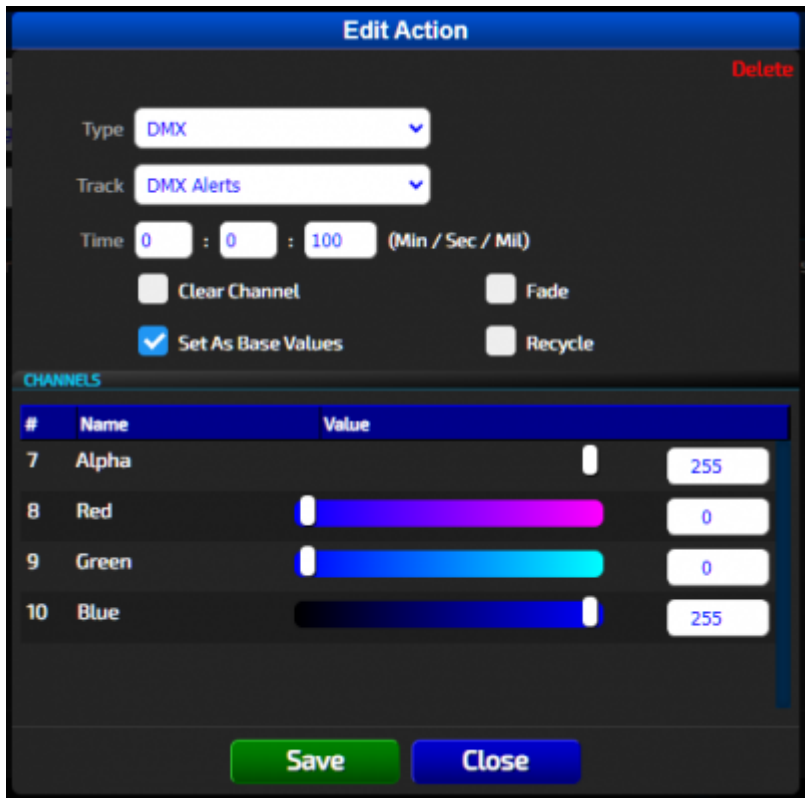 Edit Action
Delete
Type DMX
Track DMX Alerts
Time 0 : 0 : 100 (Min / Sec / Mil)
Clear Channel Fade
Set As Base Values Recycle
CHANNELS
# Name Value
7 Alpha 255
8 Red 0
9 Green 0
10 Blue 255
Save Close